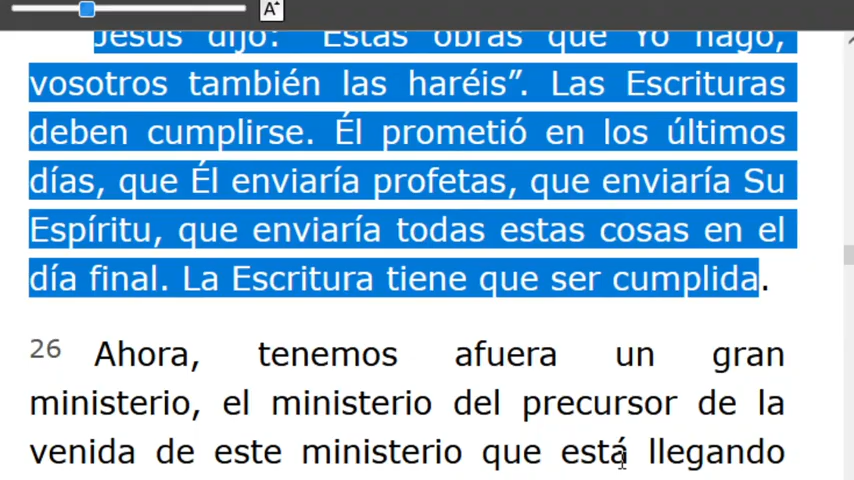 A
Jesús dijo: “Estas obras que Yo hago,
vosotros también las haréis”. Las Escrituras
deben cumplirse. Él prometió en los últimos
días, que Él enviaría profetas, que enviaría Su
Espíritu, que enviaría todas estas cosas en el
día final. La Escritura tiene que ser cumplida.
26 Ahora, tenemos afuera un gran
ministerio, el ministerio del precursor de la
venida de este ministerio que está llegando